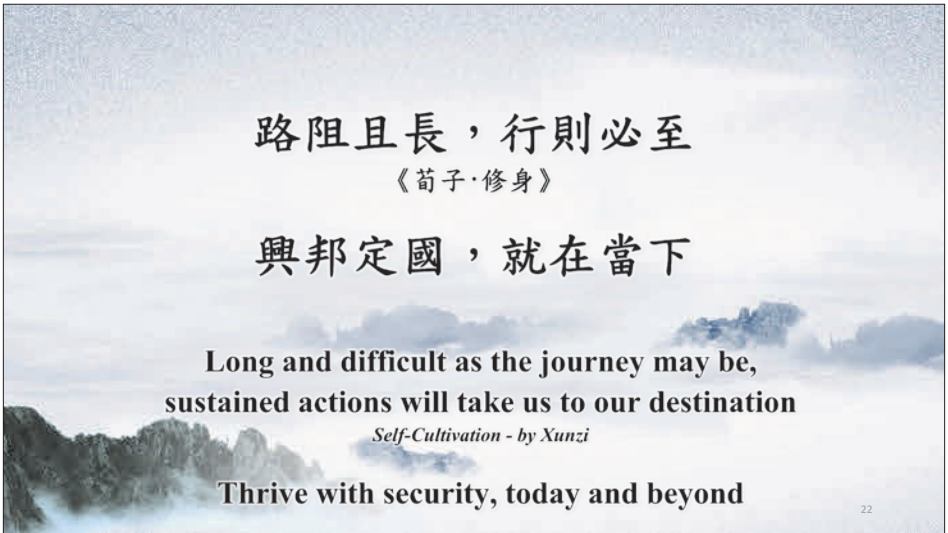 路阻且長，行則必至
《荀子·修身》
興邦定國，就在當下
Long and difficult as the journey may be,
sustained actions will take us to our destination
Self-Cultivation - by Xunzi
Thrive with security, today and beyond
22